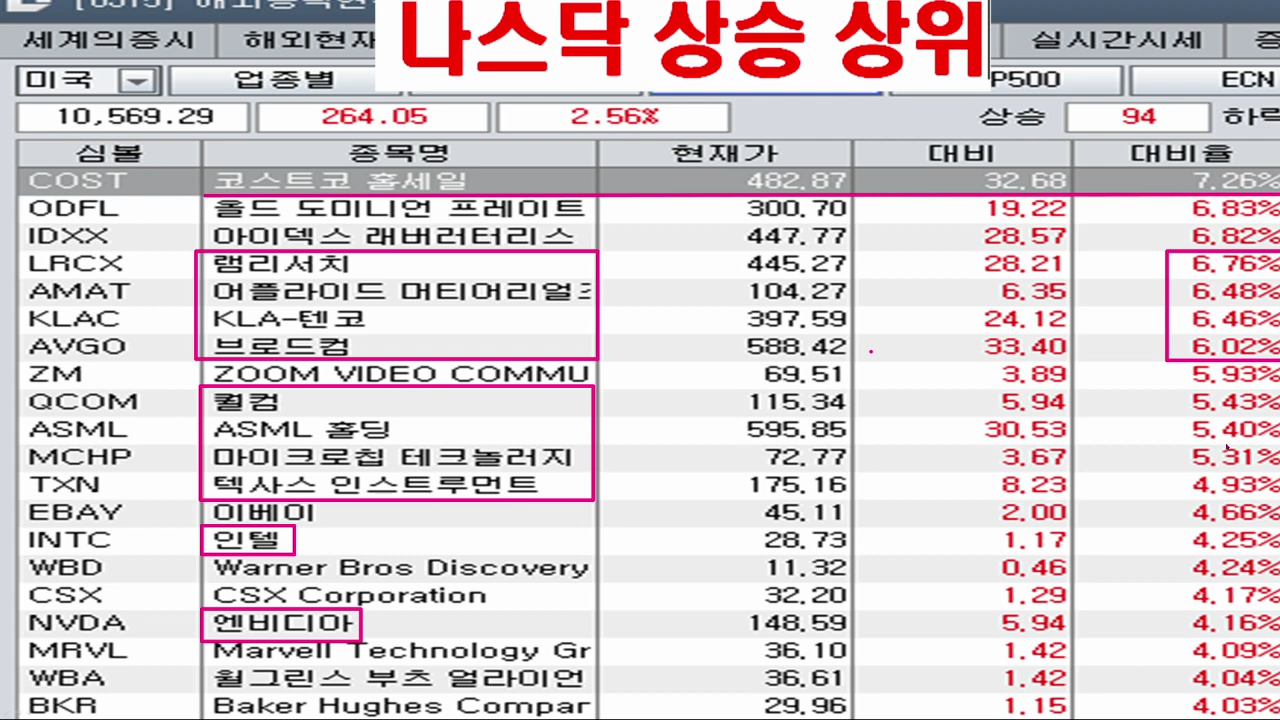 나스닥 상승 상위
세계의증시 해외현재 실시간시세
미국 업종별 P500 ECN
10,569.29 264.05 2.56% 상승 94 하락
심볼 종목명 현재가 대비 대비율
COST 코스트코 홀세일 482.87 32.68 7.26%
ODFL 올드 도미니언 프레이트 300.70 19.22 6.83%
IDXX 아이덱스 래버러터리스 447.77 28.57 6.82%
LRCX 램리서치 445.27 28.21 6.76%
AMAT 어플라이드 머티어리얼즈 104.27 6.35 6.48%
KLAC KLA-텐코 397.59 24.12 6.46%
AVGO 브로드컴 588.42 33.40 6.02%
ZM ZOOM VIDEO COMMU 69.51 3.89 5.93%
QCOM 퀄컴 115.34 5.94 5.43%
ASML ASML 홀딩 595.85 30.53 5.40%
MCHP 마이크로칩 테크놀러지 72.77 3.67 5.31%
TXN 텍사스 인스트루먼트 175.16 8.23 4.93%
EBAY 이베이 45.11 2.00 4.66%
INTC 인텔 28.73 1.17 4.25%
WBD Warner Bros Discovery 11.32 0.46 4.24%
CSX CSX Corporation 32.20 1.29 4.17%
NVDA 엔비디아 148.59 5.94 4.16%
MRVL Marvell Technology Gr 36.10 1.42 4.09%
WBA 월그린스 부츠 얼라이언 36.61 1.42 4.04%
BKR Baker Hughes Compar 29.96 1.15 4.03%